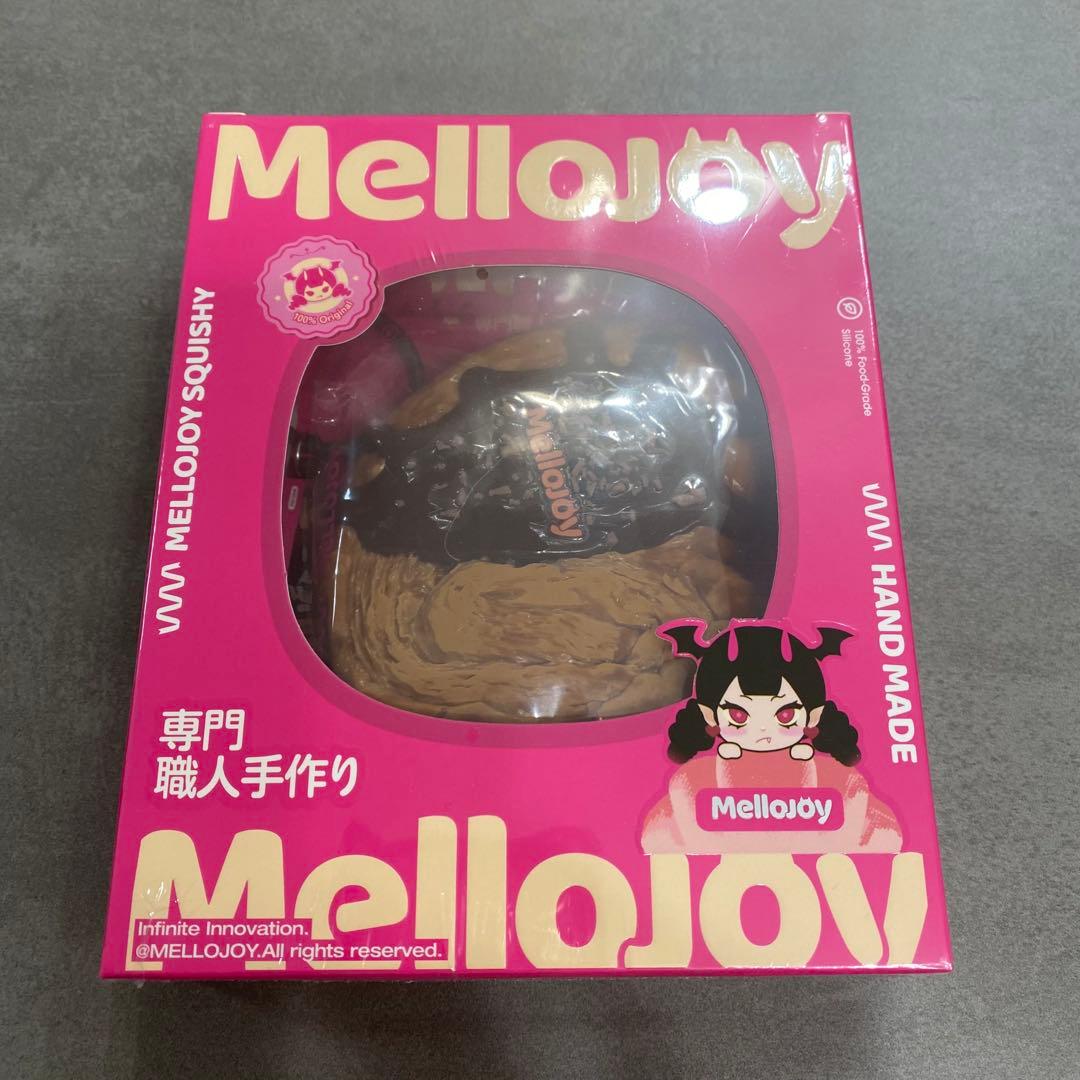 Mellojoy
100% Original
MELLOJOY SQUISHY
100% Food-Grade
Silicone
Mellojoy
HAND MADE
専門
職人手作り
Mellojoy
Mellojoy
Infinite Innovation.
@MELLOJOY.All rights reserved.